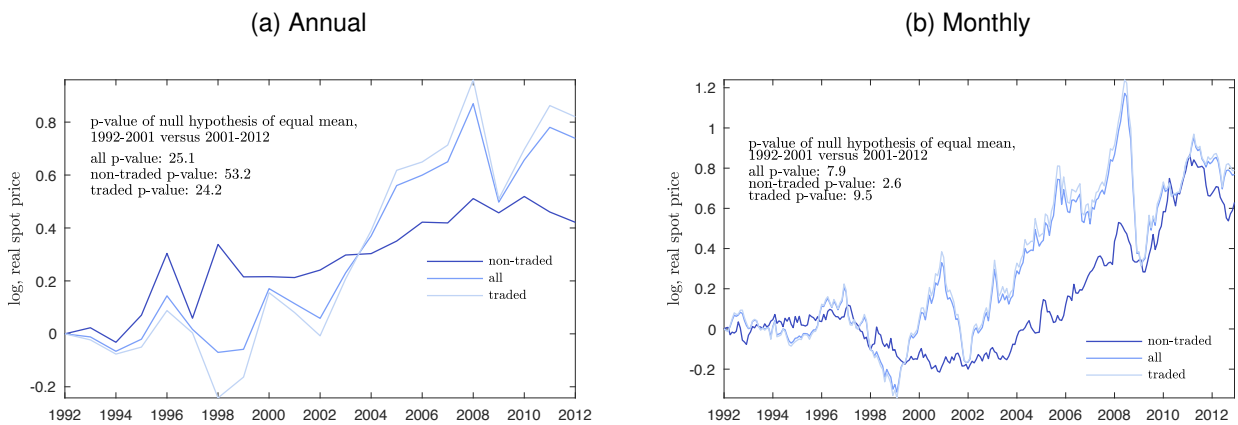 (a) Annual
p-value of null hypothesis of equal mean,
1992-2001 versus 2001-2012
all p-value: 25.1
non-traded p-value: 53.2
traded p-value: 24.2
log, real spot price
0.8
0.6
0.4
0.2
0
-0.2
non-traded
all
traded
1992 1994 1996 1998 2000 2002 2004 2006 2008 2010 2012
(b) Monthly
p-value of null hypothesis of equal mean,
1992-2001 versus 2001-2012
all p-value: 7.9
non-traded p-value: 2.6
traded p-value: 9.5
log, real spot price
1.2
1
0.8
0.6
0.4
0.2
0
-0.2
non-traded
all
traded
1992 1994 1996 1998 2000 2002 2004 2006 2008 2010 2012